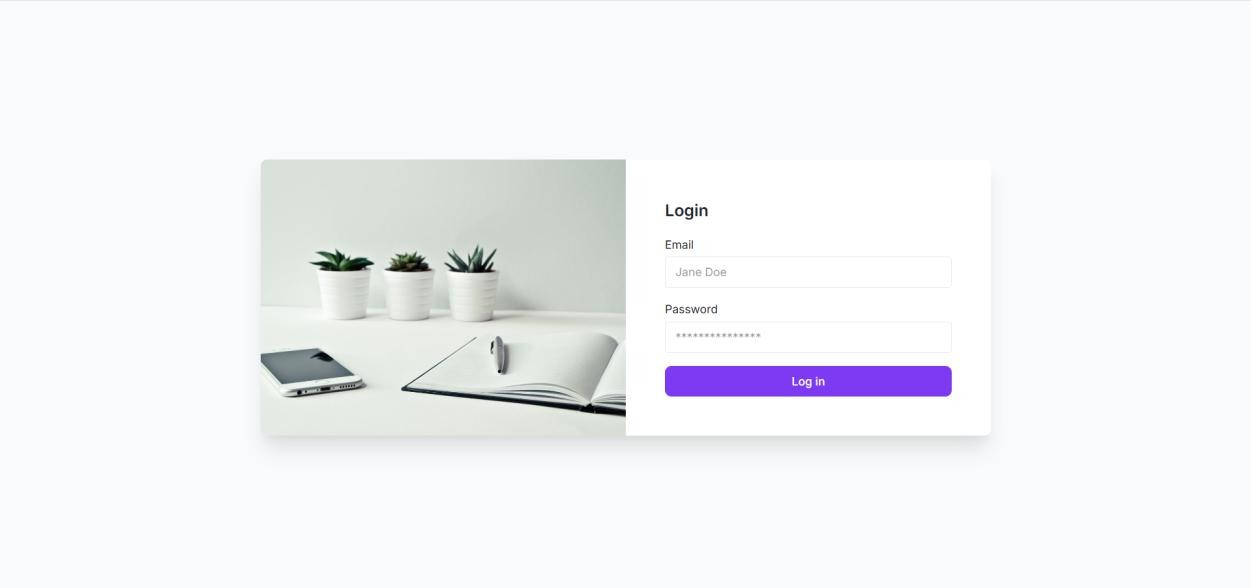 Login
Email
Jane Doe
Password
***************
Log in